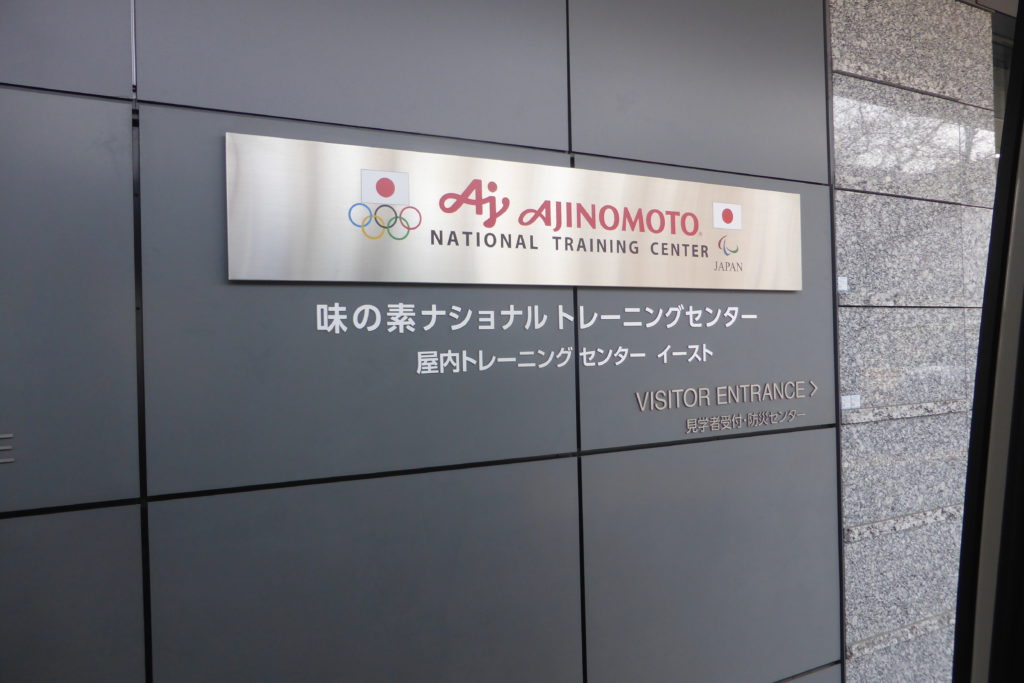 Aj AJINOMOTO®
NATIONAL TRAINING CENTER
JAPAN
味の素ナショナルトレーニングセンター
屋内トレーニングセンター イースト
VISITOR ENTRANCE >
見学者受付・防災センター